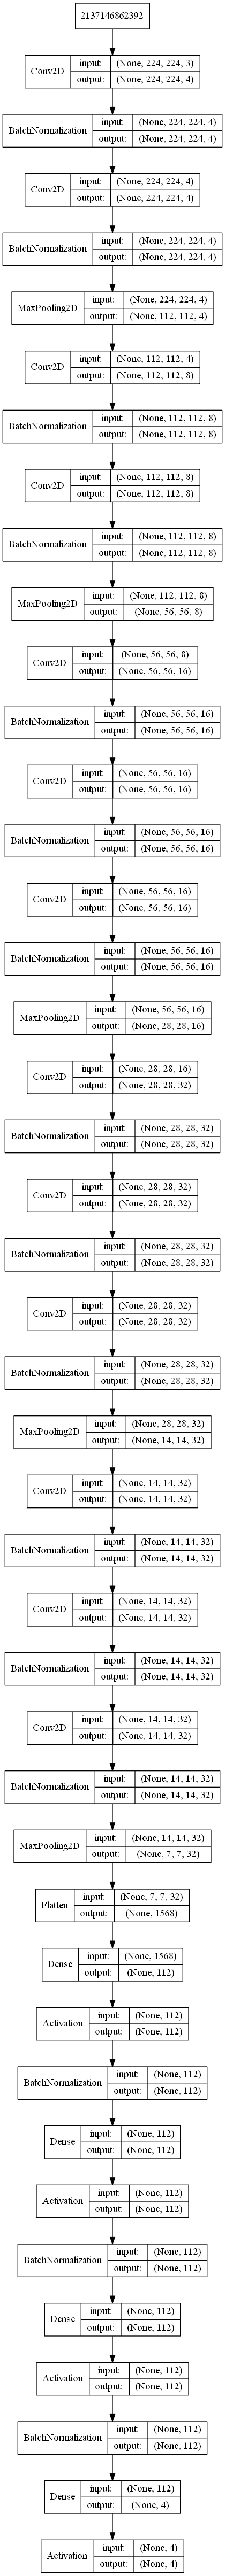 2137146862392
Conv2D input: (None, 224, 224, 3)
output: (None, 224, 224, 4)
BatchNormalization input: (None, 224, 224, 4)
output: (None, 224, 224, 4)
Conv2D input: (None, 224, 224, 4)
output: (None, 224, 224, 4)
BatchNormalization input: (None, 224, 224, 4)
output: (None, 224, 224, 4)
MaxPooling2D input: (None, 224, 224, 4)
output: (None, 112, 112, 4)
Conv2D input: (None, 112, 112, 4)
output: (None, 112, 112, 8)
BatchNormalization input: (None, 112, 112, 8)
output: (None, 112, 112, 8)
Conv2D input: (None, 112, 112, 8)
output: (None, 112, 112, 8)
BatchNormalization input: (None, 112, 112, 8)
output: (None, 112, 112, 8)
MaxPooling2D input: (None, 112, 112, 8)
output: (None, 56, 56, 8)
Conv2D input: (None, 56, 56, 8)
output: (None, 56, 56, 16)
BatchNormalization input: (None, 56, 56, 16)
output: (None, 56, 56, 16)
Conv2D input: (None, 56, 56, 16)
output: (None, 56, 56, 16)
BatchNormalization input: (None, 56, 56, 16)
output: (None, 56, 56, 16)
Conv2D input: (None, 56, 56, 16)
output: (None, 56, 56, 16)
BatchNormalization input: (None, 56, 56, 16)
output: (None, 56, 56, 16)
MaxPooling2D input: (None, 56, 56, 16)
output: (None, 28, 28, 16)
Conv2D input: (None, 28, 28, 16)
output: (None, 28, 28, 32)
BatchNormalization input: (None, 28, 28, 32)
output: (None, 28, 28, 32)
Conv2D input: (None, 28, 28, 32)
output: (None, 28, 28, 32)
BatchNormalization input: (None, 28, 28, 32)
output: (None, 28, 28, 32)
Conv2D input: (None, 28, 28, 32)
output: (None, 28, 28, 32)
BatchNormalization input: (None, 28, 28, 32)
output: (None, 28, 28, 32)
MaxPooling2D input: (None, 28, 28, 32)
output: (None, 14, 14, 32)
Conv2D input: (None, 14, 14, 32)
output: (None, 14, 14, 32)
BatchNormalization input: (None, 14, 14, 32)
output: (None, 14, 14, 32)
Conv2D input: (None, 14, 14, 32)
output: (None, 14, 14, 32)
BatchNormalization input: (None, 14, 14, 32)
output: (None, 14, 14, 32)
Conv2D input: (None, 14, 14, 32)
output: (None, 14, 14, 32)
BatchNormalization input: (None, 14, 14, 32)
output: (None, 14, 14, 32)
MaxPooling2D input: (None, 14, 14, 32)
output: (None, 7, 7, 32)
Flatten input: (None, 7, 7, 32)
output: (None, 1568)
Dense input: (None, 1568)
output: (None, 112)
Activation input: (None, 112)
output: (None, 112)
BatchNormalization input: (None, 112)
output: (None, 112)
Dense input: (None, 112)
output: (None, 112)
Activation input: (None, 112)
output: (None, 112)
BatchNormalization input: (None, 112)
output: (None, 112)
Dense input: (None, 112)
output: (None, 112)
Activation input: (None, 112)
output: (None, 112)
BatchNormalization input: (None, 112)
output: (None, 112)
Dense input: (None, 112)
output: (None, 4)
Activation input: (None, 4)
output: (None, 4)